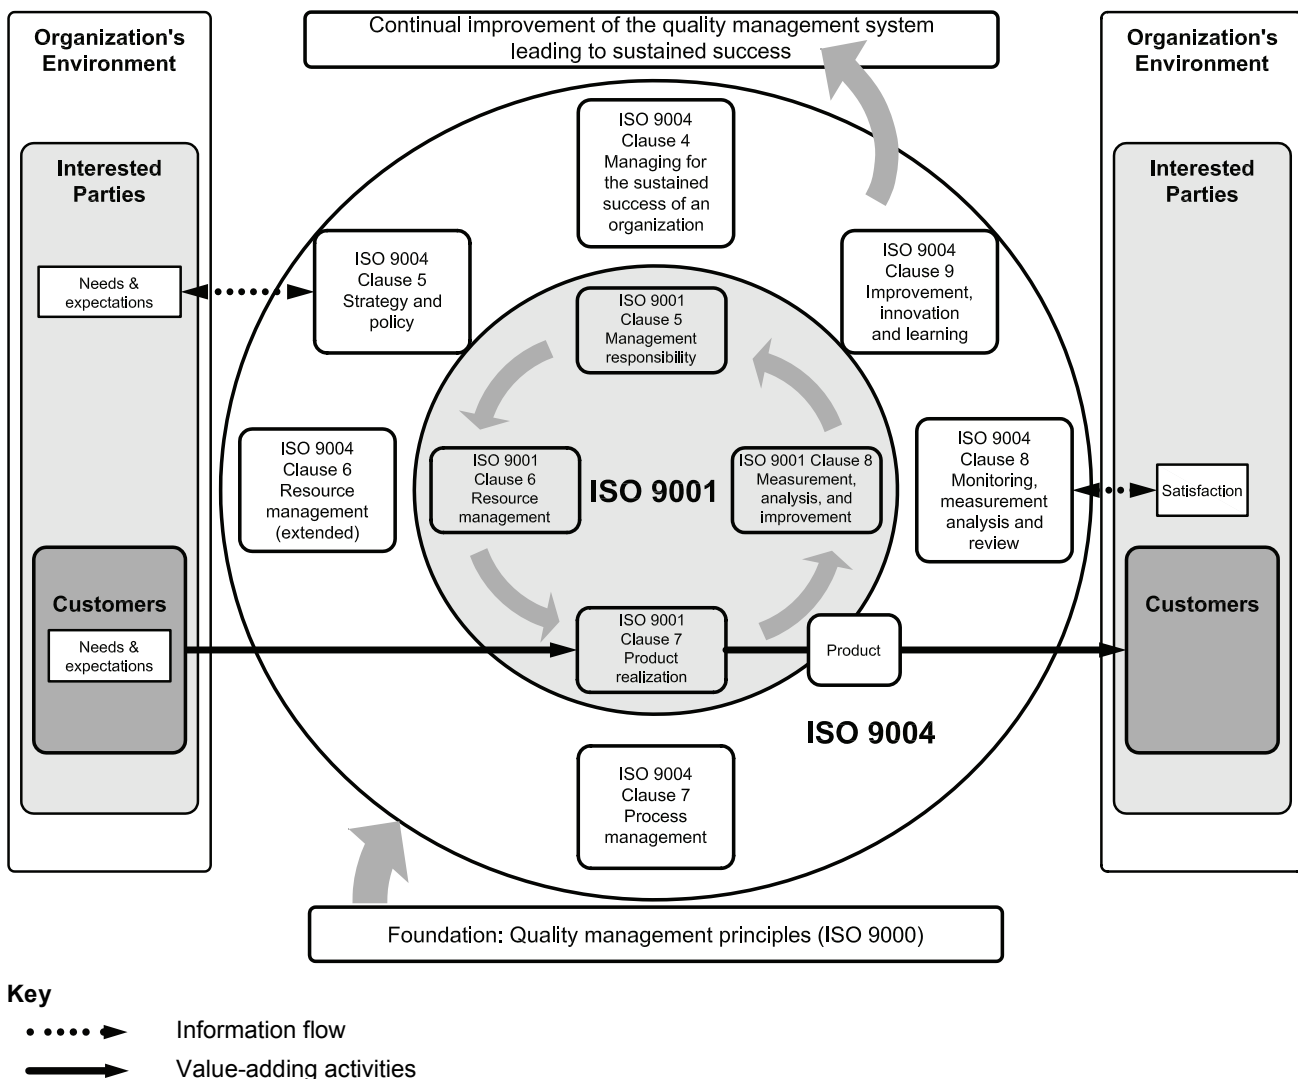 Continual improvement of the quality management system
leading to sustained success
Organization's
Environment
Interested
Parties
Needs &
expectations
Customers
Needs &
expectations
ISO 9004
Clause 4
Managing for
the sustained
success of an
organization
ISO 9004
Clause 5
Strategy and
policy
ISO 9004
Clause 9
Improvement,
innovation
and learning
ISO 9001
Clause 5
Management
responsibility
ISO 9004
Clause 6
Resource
management
(extended)
ISO 9001
Clause 6
Resource
management
ISO 9001
ISO 9001 Clause 8
Measurement,
analysis, and
improvement
ISO 9004
Clause 8
Monitoring,
measurement
analysis and
review
ISO 9001
Clause 7
Product
realization
Product
ISO 9004
ISO 9004
Clause 7
Process
management
Organization's
Environment
Interested
Parties
Satisfaction
Customers
Foundation: Quality management principles (ISO 9000)
Key
Information flow
Value-adding activities